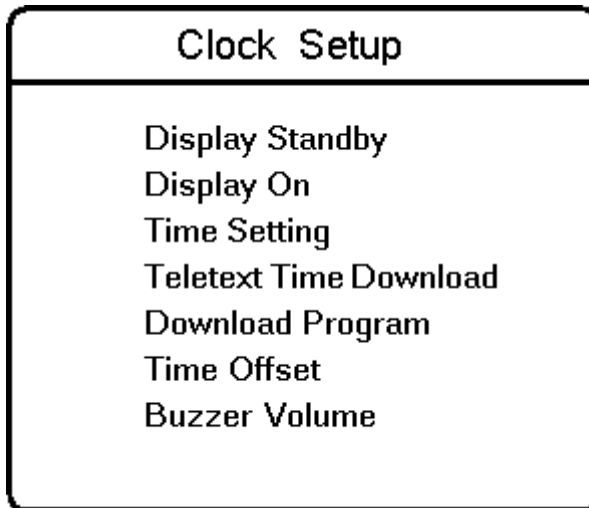 Clock Setup
Display Standby
Display On
Time Setting
Teletext Time Download
Download Program
Time Offset
Buzzer Volume